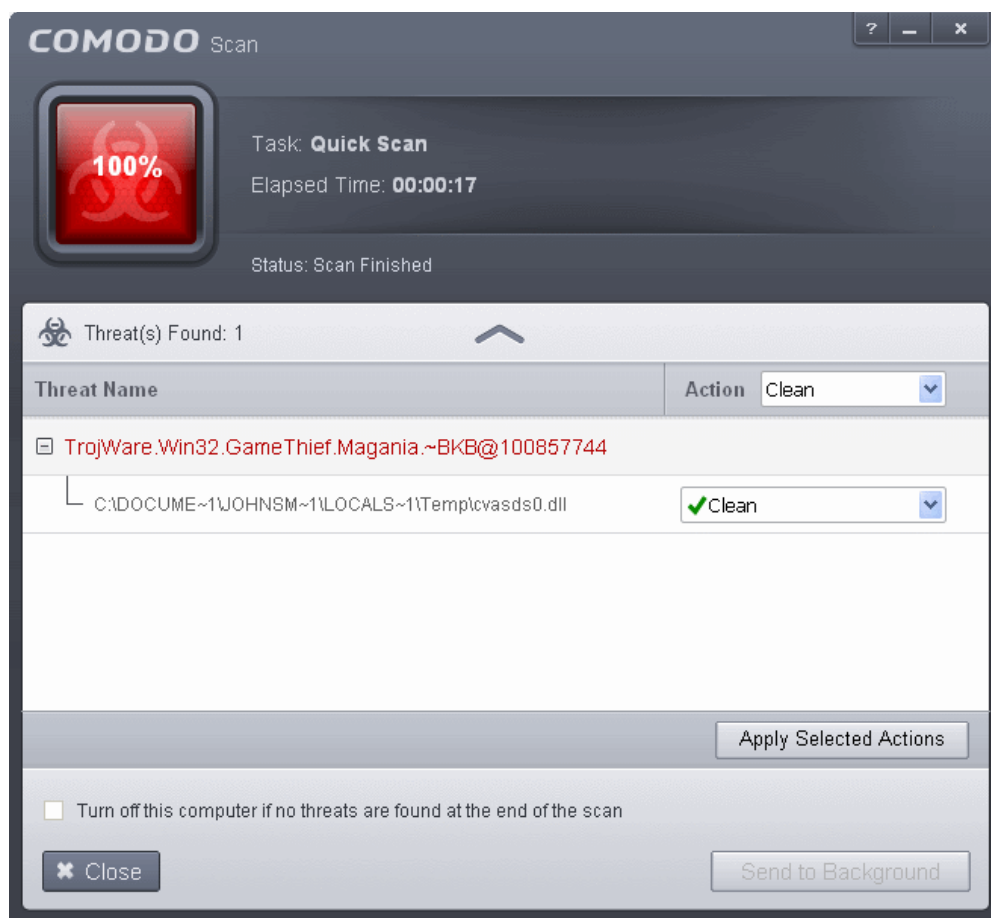 COMODO Scan
? – x
100%
Task: Quick Scan
Elapsed Time: 00:00:17
Status: Scan Finished
Threat(s) Found: 1
Threat Name Action Clean
TrojWare.Win32.GameThief.Magania.~BKB@100857744
C:\DOCUME~1\JOHNSM~1\LOCALS~1\Temp\cvasds0.dll Clean
Apply Selected Actions
Turn off this computer if no threats are found at the end of the scan
Close Send to Background